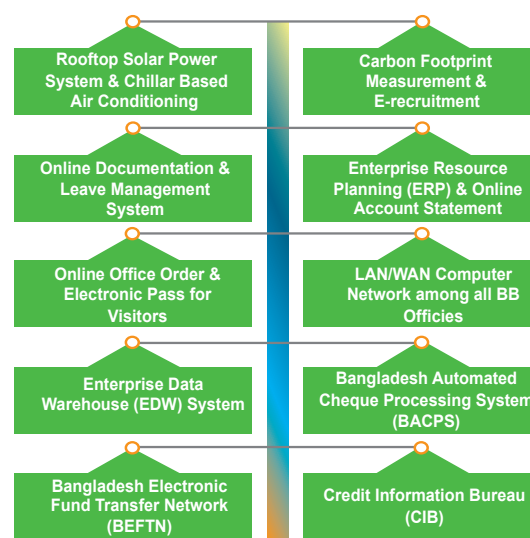 Rooftop Solar Power
System & Chillar Based
Air Conditioning
Carbon Footprint
Measurement &
E-recruitment
Online Documentation &
Leave Management
System
Enterprise Resource
Planning (ERP) & Online
Account Statement
Online Office Order &
Electronic Pass for
Visitors
LAN/WAN Computer
Network among all BB
Officies
Enterprise Data
Warehouse (EDW) System
Bangladesh Automated
Cheque Processing System
(BACPS)
Bangladesh Electronic
Fund Transfer Network
(BEFTN)
Credit Information Bureau
(CIB)